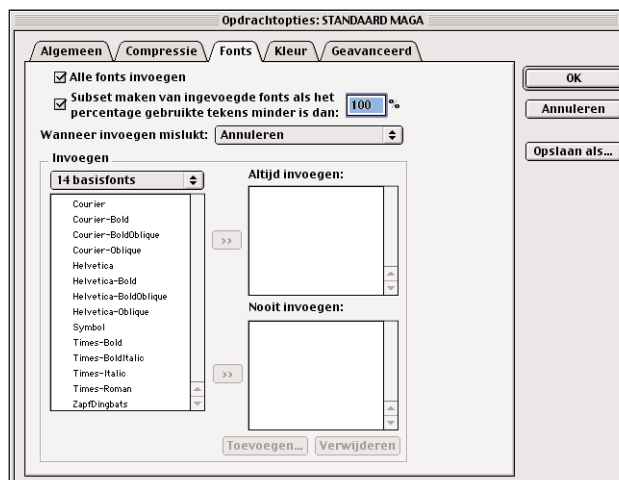 Opdrachtopties: STANDAARD MAGA
Algemeen Compressie Fonts Kleur Geavanceerd
Alle fonts invoegen
Subset maken van ingevoegde fonts als het
percentage gebruikte tekens minder is dan: 100 %
Wanneer invoegen mislukt: Annuleren
OK
Annuleren
Opslaan als...
Invoegen
14 basisfonts
Courier
Courier-Bold
Courier-BoldOblique
Courier-Oblique
Helvetica
Helvetica-Bold
Helvetica-BoldOblique
Helvetica-Oblique
Symbol
Times-Bold
Times-BoldItalic
Times-Italic
Times-Roman
ZapfDingbats
>>
>>
Altijd invoegen:
Nooit invoegen:
Toevoegen... Verwijderen